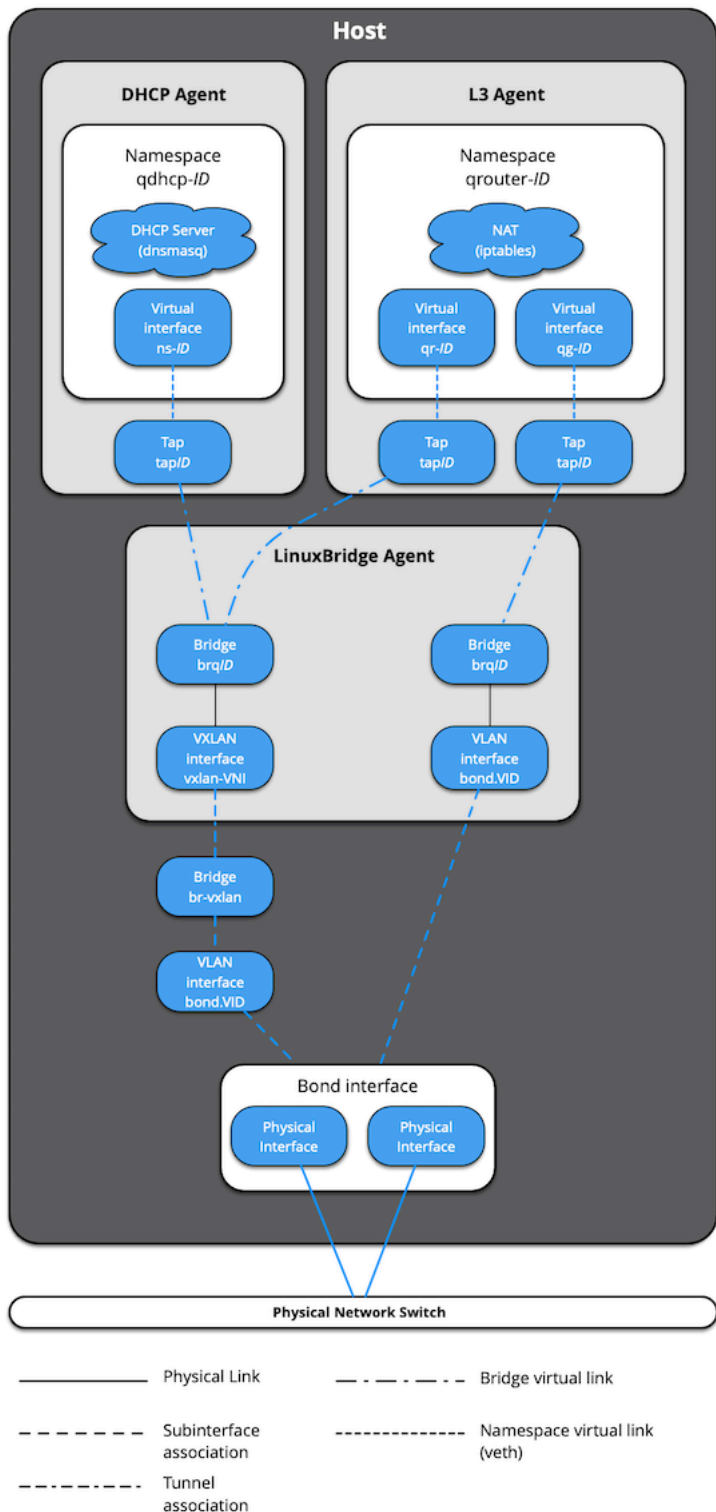 Host
DHCP Agent
Namespace
qdhcp-ID
DHCP Server
(dnsmasq)
Virtual
interface
ns-ID
Tap
tapID
L3 Agent
Namespace
qrouter-ID
NAT
(iptables)
Virtual
interface
qr-ID
Virtual
interface
qg-ID
Tap
tapID
Tap
tapID
LinuxBridge Agent
Bridge
brqID
Bridge
brqID
VXLAN
interface
vxlan-VNI
VLAN
interface
bond.VID
Bridge
br-vxlan
VLAN
interface
bond.VID
Bond interface
Physical
Interface
Physical
Interface
Physical Network Switch
Physical Link
Bridge virtual link
Subinterface
association
Namespace virtual link
(veth)
Tunnel
association